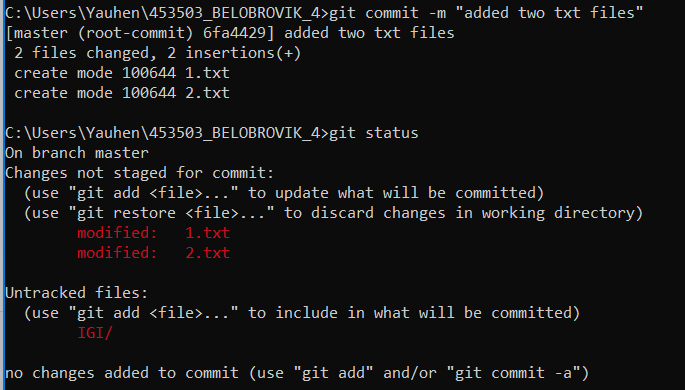 C:\Users\Yauhen\453503_BELOBROVIK_4>git commit -m "added two txt files"
[master (root-commit) 6fa4429] added two txt files
 2 files changed, 2 insertions(+)
 create mode 100644 1.txt
 create mode 100644 2.txt

C:\Users\Yauhen\453503_BELOBROVIK_4>git status
On branch master
Changes not staged for commit:
  (use "git add <file>..." to update what will be committed)
  (use "git restore <file>..." to discard changes in working directory)
        modified:   1.txt
        modified:   2.txt

Untracked files:
  (use "git add <file>..." to include in what will be committed)
        IGI/

no changes added to commit (use "git add" and/or "git commit -a")